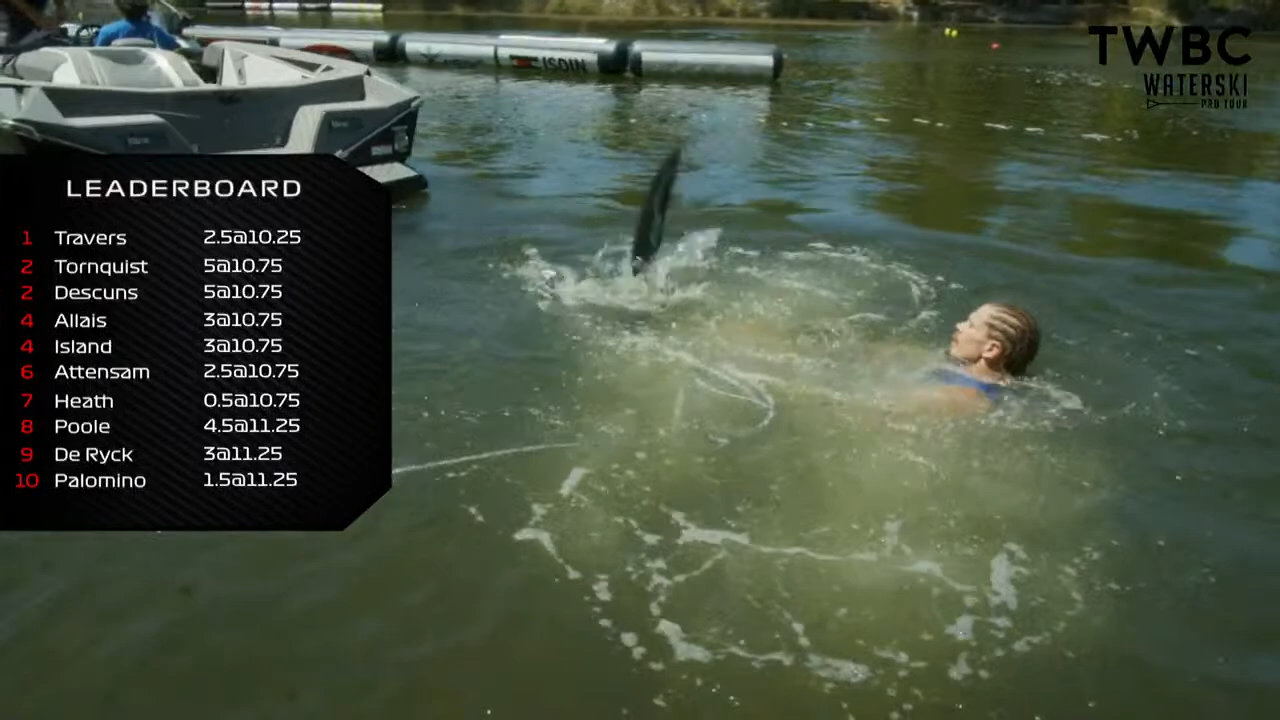 TWBC
WATERSKI
PRO TOUR
ISDIN
LEADERBOARD
1 Travers 2.5@10.25
2 Tornquist 5@10.75
2 Descuns 5@10.75
4 Allais 3@10.75
4 Island 3@10.75
6 Attensam 2.5@10.75
7 Heath 0.5@10.75
8 Poole 4.5@11.25
9 De Ryck 3@11.25
10 Palomino 1.5@11.25